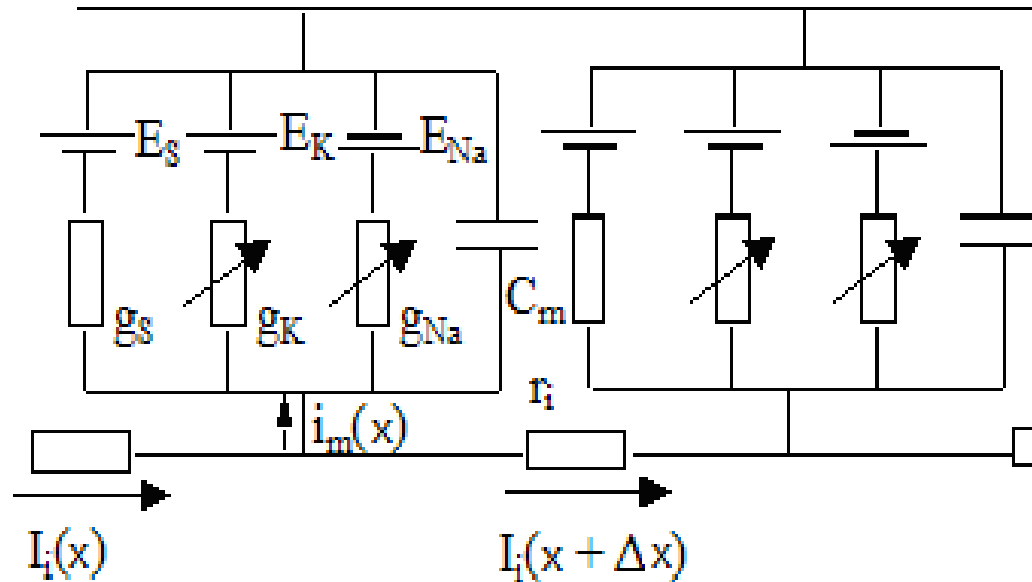 E_S E_K E_Na
g_S g_K g_Na C_m
r_i
i_m(x)
I_i(x) I_i(x + Δx)